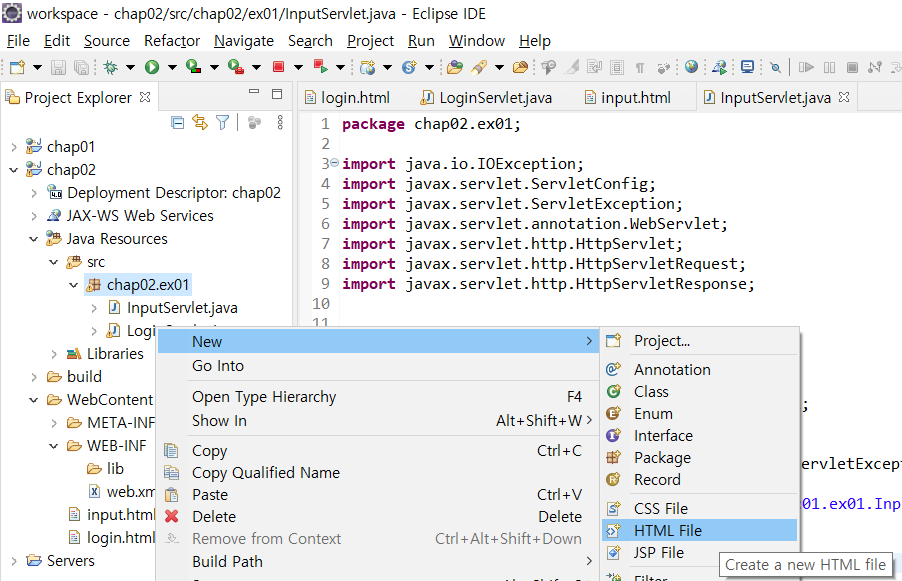 workspace - chap02/src/chap02/ex01/InputServlet.java - Eclipse IDE
File Edit Source Refactor Navigate Search Project Run Window Help
Project Explorer
login.html LoginServlet.java input.html InputServlet.java
chap01
chap02
Deployment Descriptor: chap02
JAX-WS Web Services
Java Resources
src
chap02.ex01
InputServlet.java
Libraries
build
WebContent
META-INF
WEB-INF
lib
web.xm
input.html
login.html
Servers
1 package chap02.ex01;
2
3 import java.io.IOException;
4 import javax.servlet.ServletConfig;
5 import javax.servlet.ServletException;
6 import javax.servlet.annotation.WebServlet;
7 import javax.servlet.http.HttpServlet;
8 import javax.servlet.http.HttpServletRequest;
9 import javax.servlet.http.HttpServletResponse;
10
11
;
ervletExcep
01.ex01.Inp
New
Go Into
Open Type Hierarchy F4
Show In Alt+Shift+W
Copy Ctrl+C
Copy Qualified Name
Paste Ctrl+V
Delete Delete
Remove from Context Ctrl+Alt+Shift+Down
Build Path
Project...
Annotation
Class
Enum
Interface
Package
Record
CSS File
HTML File
JSP File
Filter
Create a new HTML file